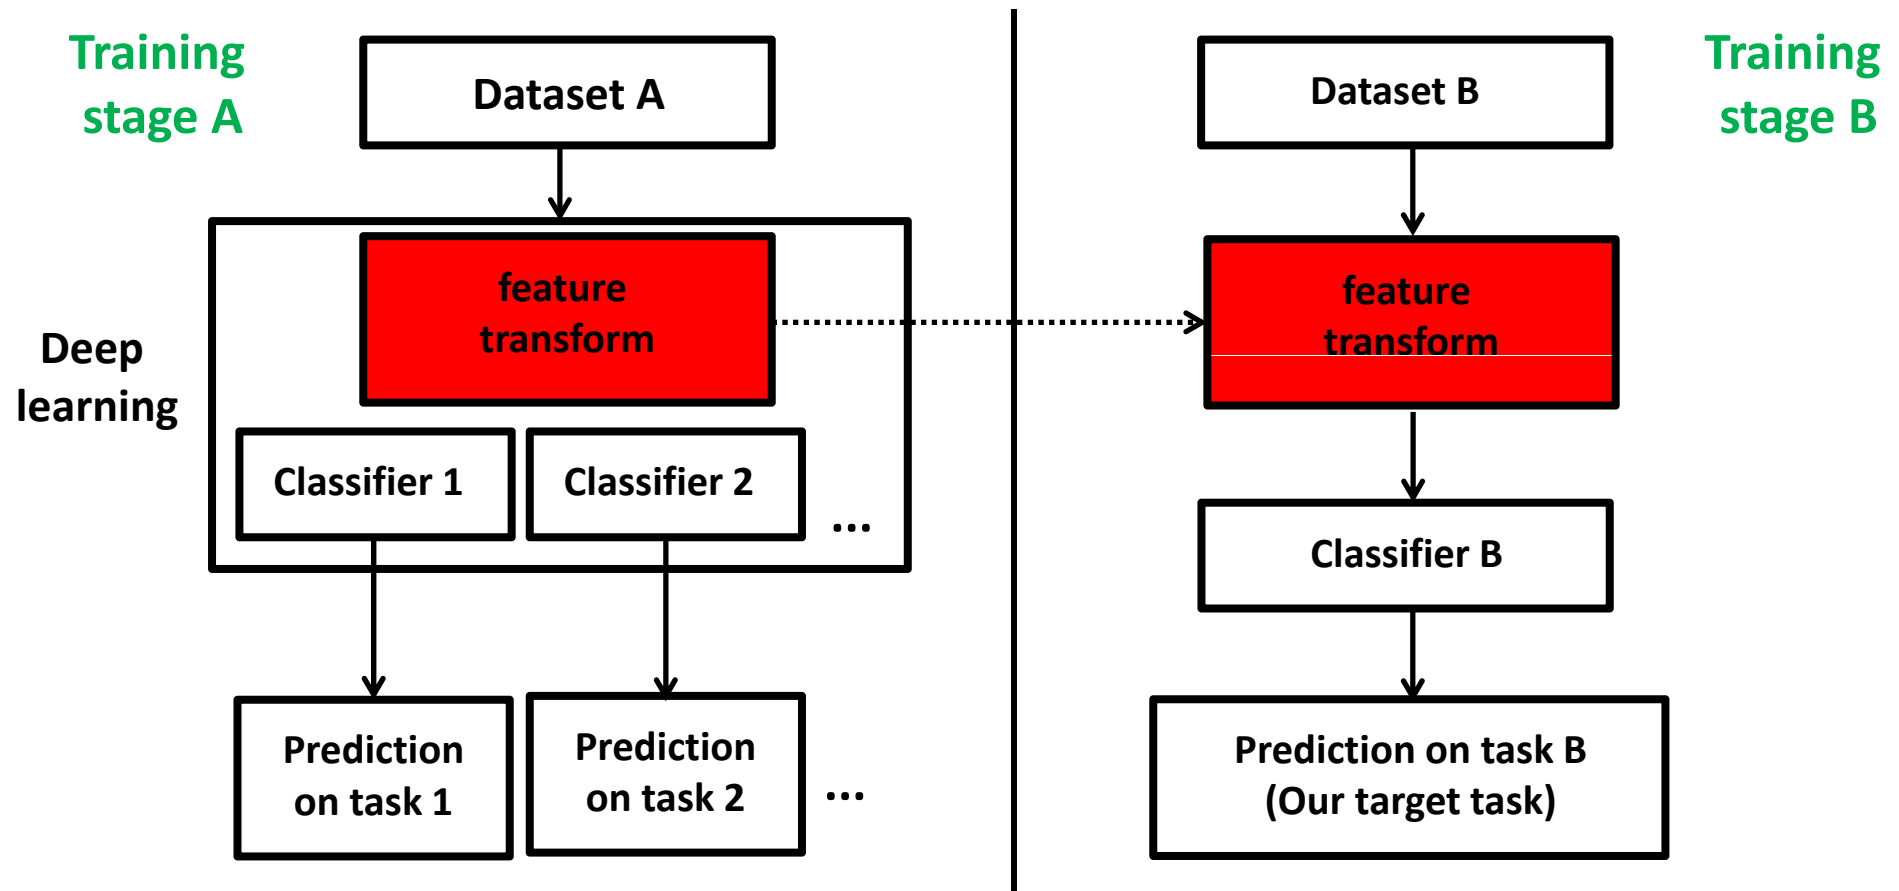 Training
stage A
Dataset A
feature
transform
Deep
learning
Classifier 1
Classifier 2
...
Prediction
on task 1
Prediction
on task 2
...
Training
stage B
Dataset B
feature
transform
Classifier B
Prediction on task B
(Our target task)